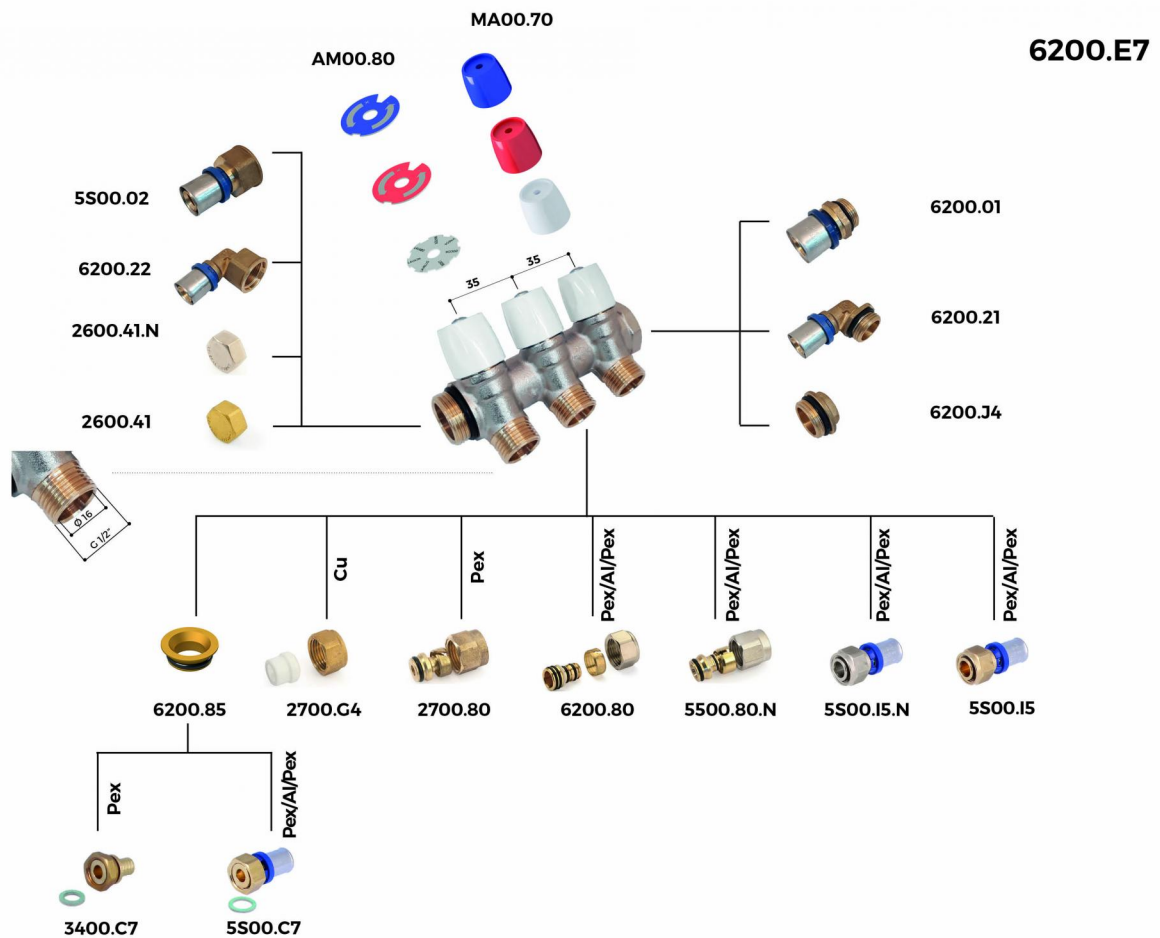 MA00.70
6200.E7
AM00.80
5S00.02
6200.01
35
35
6200.22
6200.21
2600.41.N
2600.41
6200.J4
Ø 16
G 1/2"
Cu
Pex
Pex/Al/Pex
Pex/Al/Pex
Pex/Al/Pex
Pex/Al/Pex
6200.85
2700.G4
2700.80
6200.80
5500.80.N
5S00.I5.N
5S00.I5
Pex
Pex/Al/Pex
3400.C7
5S00.C7